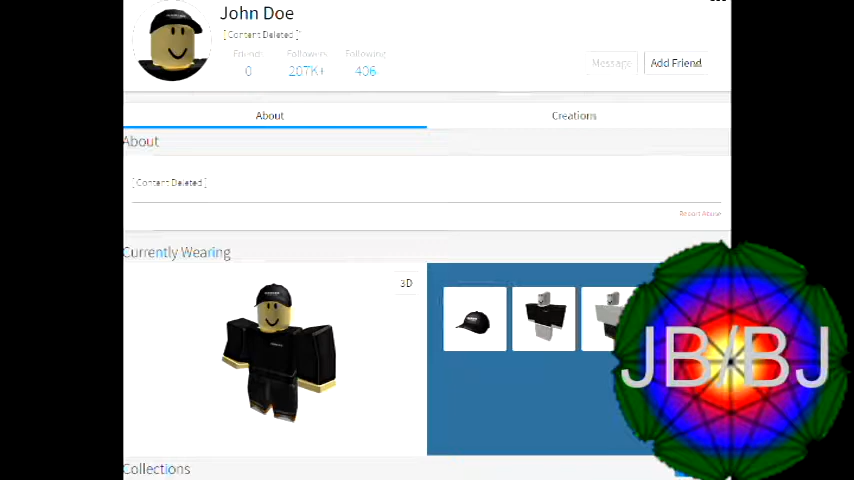 John Doe
[ Content Deleted ]
Friends Followers Following
0 207K+ 406
Message Add Friend
About Creations
About
[ Content Deleted ]
Report Abuse
Currently Wearing
3D
JB/BJ
Collections